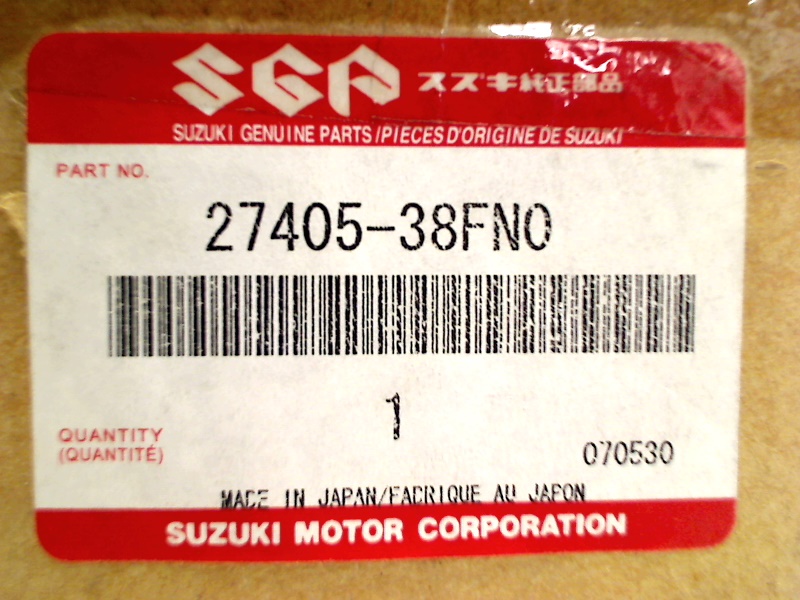 SGP スズキ純正部品
SUZUKI GENUINE PARTS/PIECES D'ORIGINE DE SUZUKI
PART NO.
27405-38FN0
1
QUANTITY
(QUANTITÉ)
070530
MADE IN JAPAN/FABRIQUE AU JAPON
SUZUKI MOTOR CORPORATION